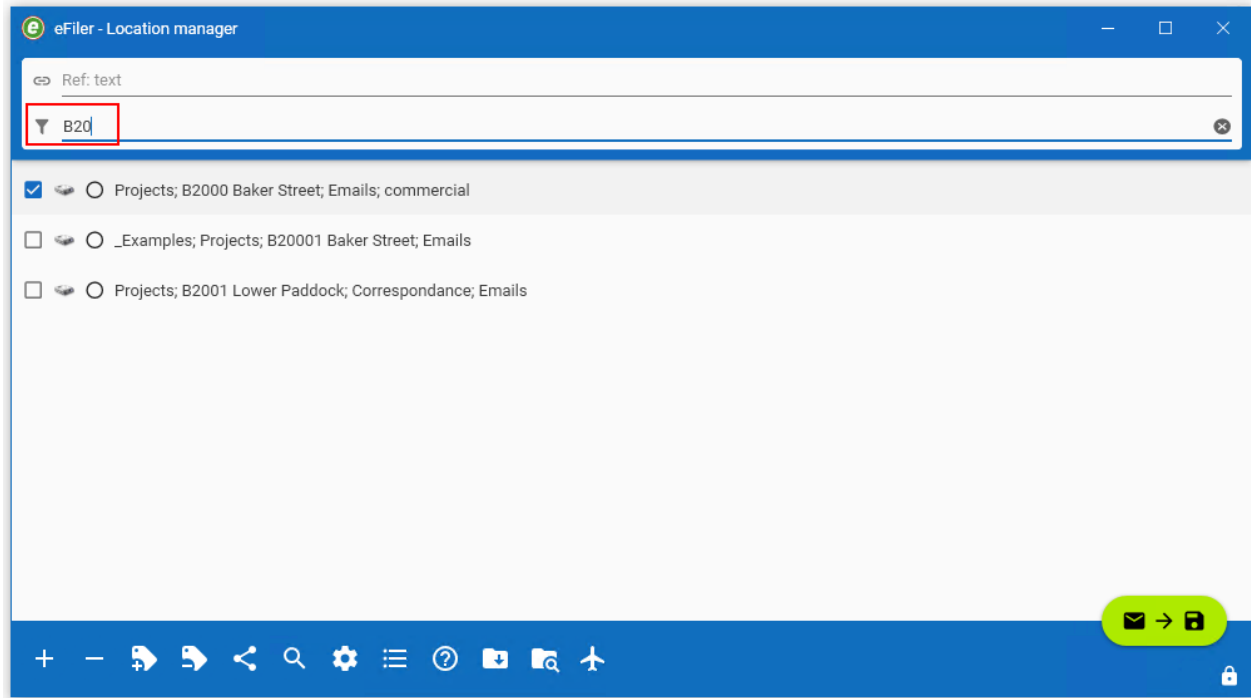 eFiler - Location manager
Ref: text
B20
Projects; B2000 Baker Street; Emails; commercial
_Examples; Projects; B20001 Baker Street; Emails
Projects; B2001 Lower Paddock; Correspondance; Emails